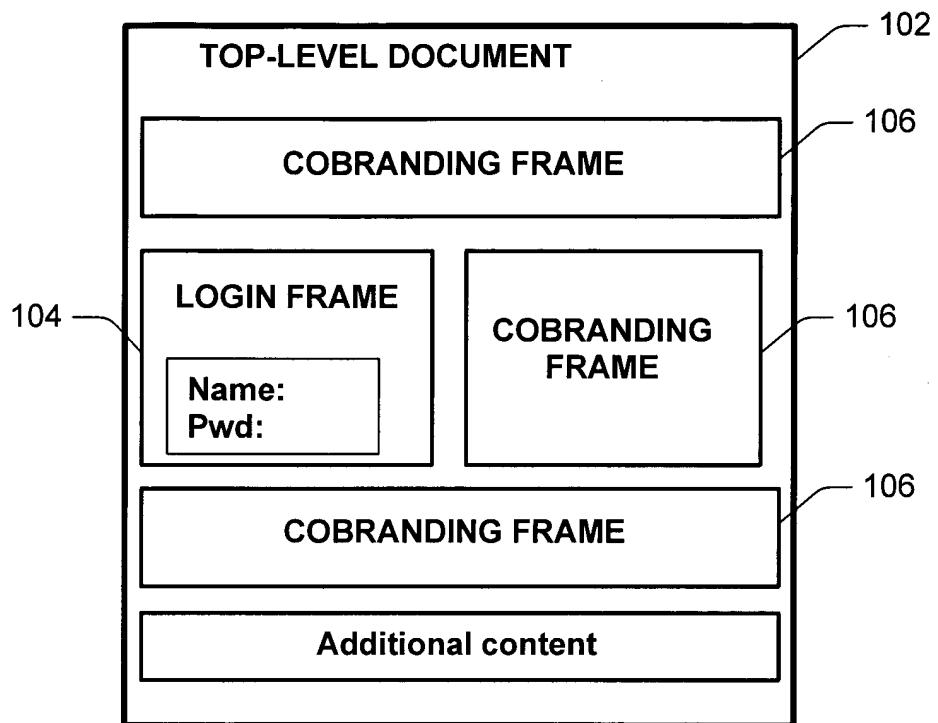 102
TOP-LEVEL DOCUMENT
106
COBRANDING FRAME
104
LOGIN FRAME
Name:
Pwd:
106
COBRANDING
FRAME
106
COBRANDING FRAME
Additional content